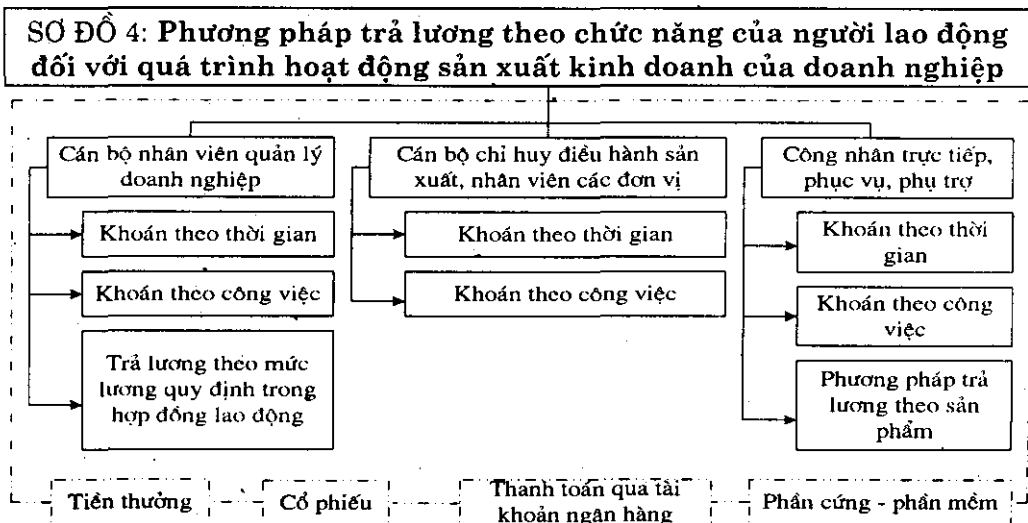 SƠ ĐỒ 4: Phương pháp trả lương theo chức năng của người lao động
đối với quá trình hoạt động sản xuất kinh doanh của doanh nghiệp
Cán bộ nhân viên quản lý
doanh nghiệp
Khoán theo thời gian
Khoán theo công việc
Trả lương theo mức
lương quy định trong
hợp đồng lao động
Cán bộ chỉ huy điều hành sản
xuất, nhân viên các đơn vị
Khoán theo thời gian
Khoán theo công việc
Công nhân trực tiếp,
phục vụ, phụ trợ
Khoán theo thời
gian
Khoán theo công
việc
Phương pháp trả
lương theo sản
phẩm
Tiền thưởng
Cổ phiếu
Thanh toán qua tài
khoản ngân hàng
Phần cứng - phần mềm